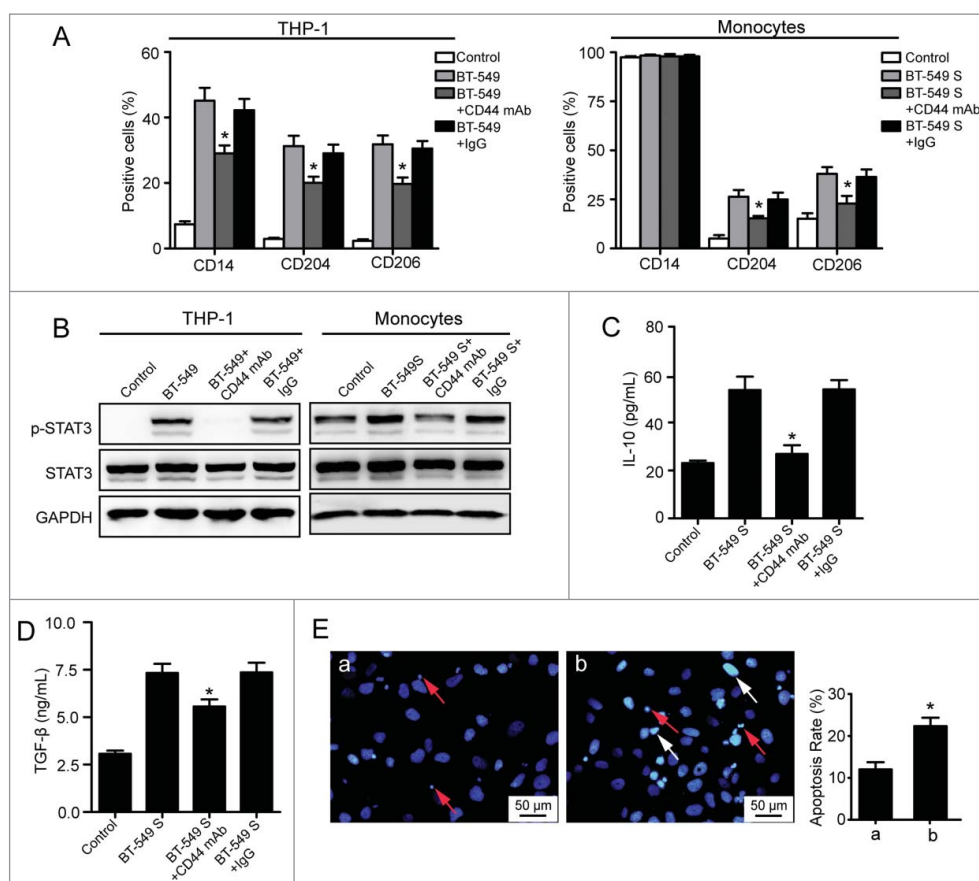 A
THP-1
Positive cells (%)
60
40
20
0
CD14
CD204
CD206
*
*
*
Control
BT-549
BT-549
+CD44 mAb
BT-549
+IgG
Monocytes
Positive cells (%)
100
75
50
25
0
CD14
CD204
CD206
*
*
Control
BT-549 S
BT-549 S
+CD44 mAb
BT-549 S
+IgG
B
THP-1
Monocytes
Control
BT-549
BT-549+
CD44 mAb
BT-549+
IgG
Control
BT-549S
BT-549 S+
CD44 mAb
BT-549 S+
IgG
p-STAT3
STAT3
GAPDH
C
IL-10 (pg/mL)
80
60
40
20
0
*
Control
BT-549 S
BT-549 S
+CD44 mAb
BT-549 S
+IgG
D
TGF-β (ng/mL)
10.0
7.5
5.0
2.5
0.0
*
Control
BT-549 S
BT-549 S
+CD44 mAb
BT-549 S
+IgG
E
a
50 µm
b
50 µm
Apoptosis Rate (%)
30
20
10
0
*
a
b